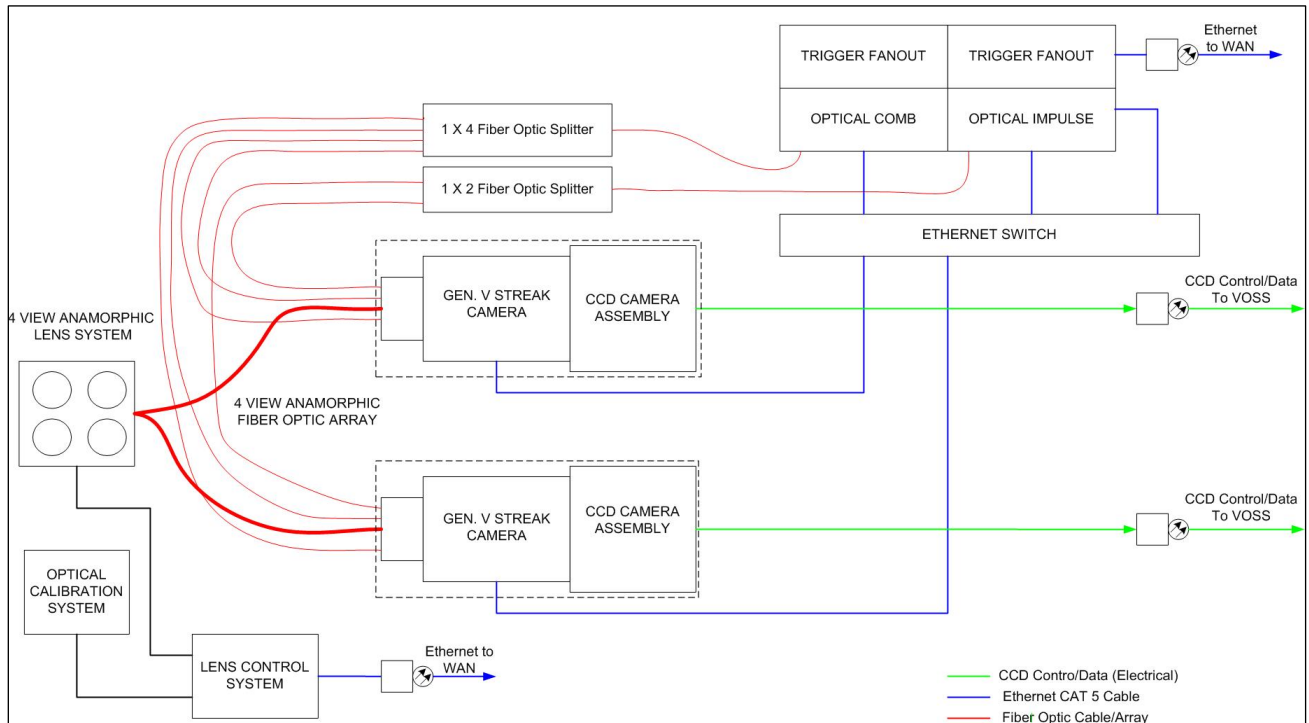 Ethernet
to WAN
TRIGGER FANOUT
TRIGGER FANOUT
OPTICAL COMB
OPTICAL IMPULSE
1 X 4 Fiber Optic Splitter
1 X 2 Fiber Optic Splitter
ETHERNET SWITCH
GEN. V STREAK
CAMERA
CCD CAMERA
ASSEMBLY
CCD Control/Data
To VOSS
4 VIEW ANAMORPHIC
LENS SYSTEM
4 VIEW ANAMORPHIC
FIBER OPTIC ARRAY
GEN. V STREAK
CAMERA
CCD CAMERA
ASSEMBLY
CCD Control/Data
To VOSS
OPTICAL
CALIBRATION
SYSTEM
LENS CONTROL
SYSTEM
Ethernet to
WAN
CCD Contro/Data (Electrical)
Ethernet CAT 5 Cable
Fiber Optic Cable/Array